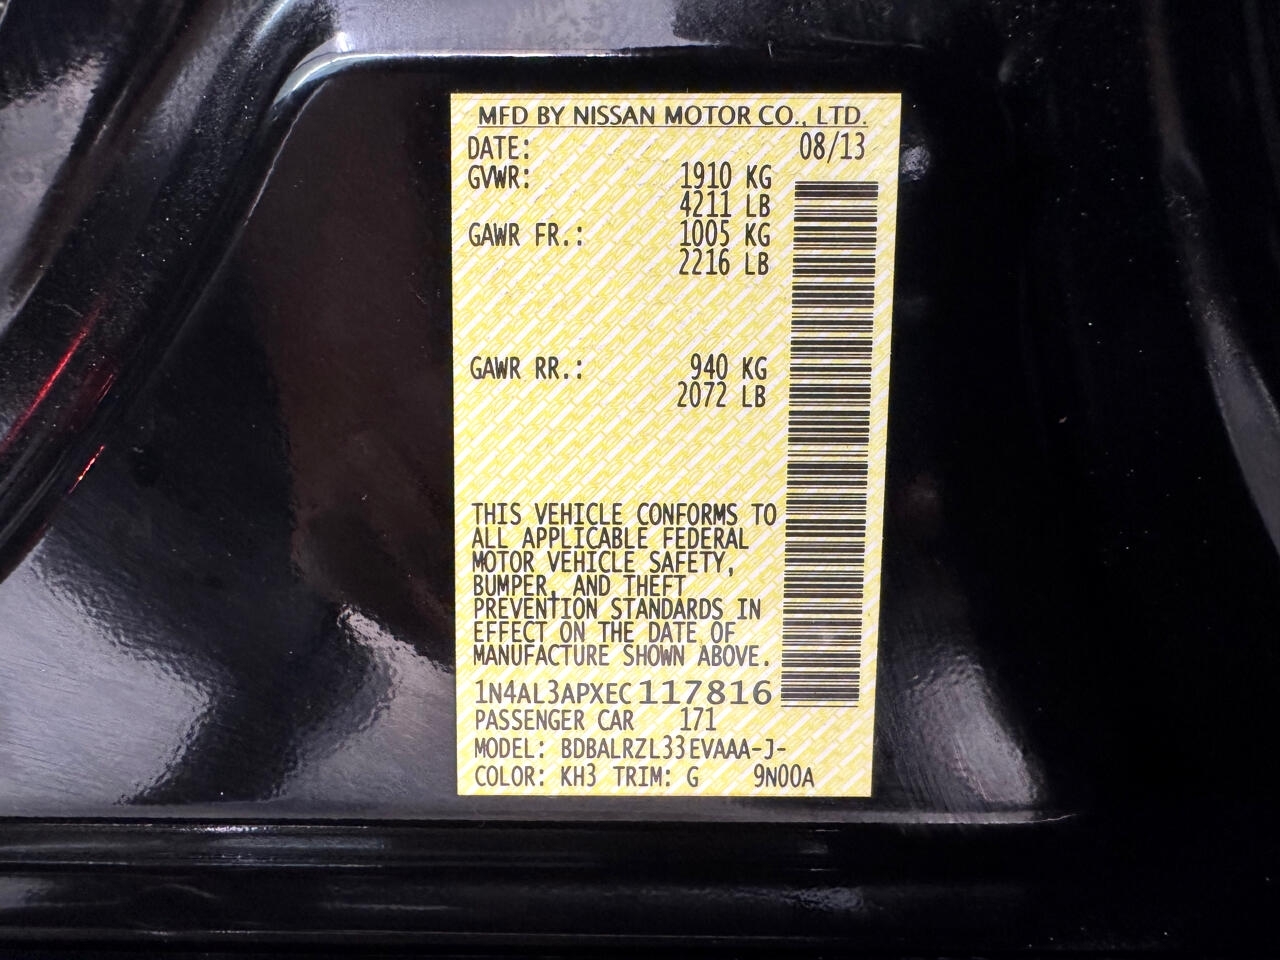 MFD BY NISSAN MOTOR CO., LTD.
DATE: 08/13
GVWR: 1910 KG
4211 LB
GAWR FR.: 1005 KG
2216 LB
GAWR RR.: 940 KG
2072 LB
THIS VEHICLE CONFORMS TO
ALL APPLICABLE FEDERAL
MOTOR VEHICLE SAFETY,
BUMPER, AND THEFT
PREVENTION STANDARDS IN
EFFECT ON THE DATE OF
MANUFACTURE SHOWN ABOVE.
1N4AL3APXEC117816
PASSENGER CAR 171
MODEL: BDBALRZL33EVAAA-J-
COLOR: KH3 TRIM: G 9N00A